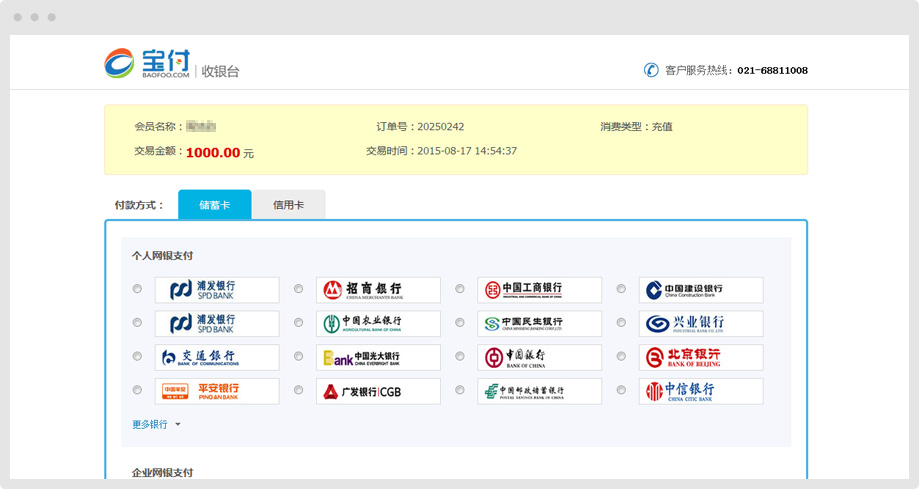 宝付 BAOFOO.COM 收银台
客户服务热线：021-68811008
会员名称： 订单号：20250242 消费类型：充值
交易金额：1000.00 元 交易时间：2015-08-17 14:54:37
付款方式： 储蓄卡 信用卡
个人网银支付
浦发银行 SPD BANK 招商银行 CHINA MERCHANTS BANK 中国工商银行 INDUSTRIAL AND COMMERCIAL BANK OF CHINA 中国建设银行 China Construction Bank
浦发银行 SPD BANK 中国农业银行 AGRICULTURAL BANK OF CHINA 中国民生银行 CHINA MINSHENG BANKING CORP.,LTD. 兴业银行 INDUSTRIAL BANK CO.,LTD.
交通银行 BANK OF COMMUNICATIONS Bank 中国光大银行 CHINA EVERBRIGHT BANK 中国银行 BANK OF CHINA 北京银行 BANK OF BEIJING
中国平安 平安银行 PING AN BANK 广发银行|CGB 中国邮政储蓄银行 POSTAL SAVINGS BANK OF CHINA 中信银行 CHINA CITIC BANK
更多银行
企业网银支付